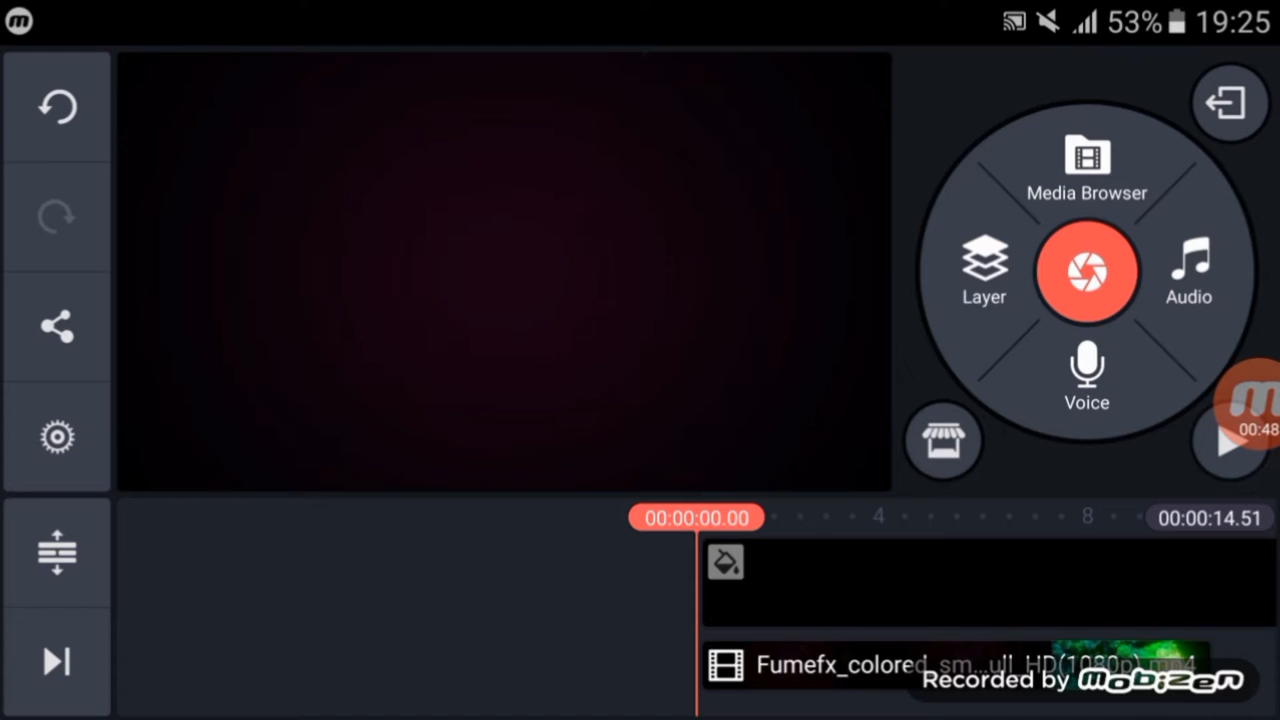 53% 19:25
Media Browser
Layer
Audio
Voice
00:48
00:00:00.00
4
8
00:00:14.51
Fumefx_colored_sm...ull_HD(1080p).mp4
Recorded by mobizen